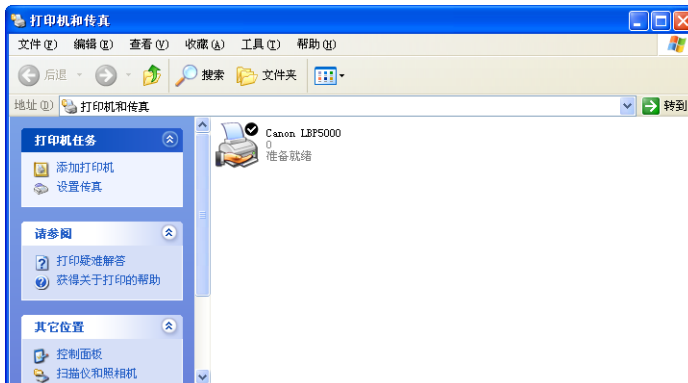 打印机和传真
文件(F) 编辑(E) 查看(V) 收藏(A) 工具(T) 帮助(H)
后退 搜索 文件夹
地址(D) 打印机和传真 转到
打印机任务
添加打印机
设置传真
请参阅
打印疑难解答
获得关于打印的帮助
其它位置
控制面板
扫描仪和照相机
Canon LBP5000
0
准备就绪